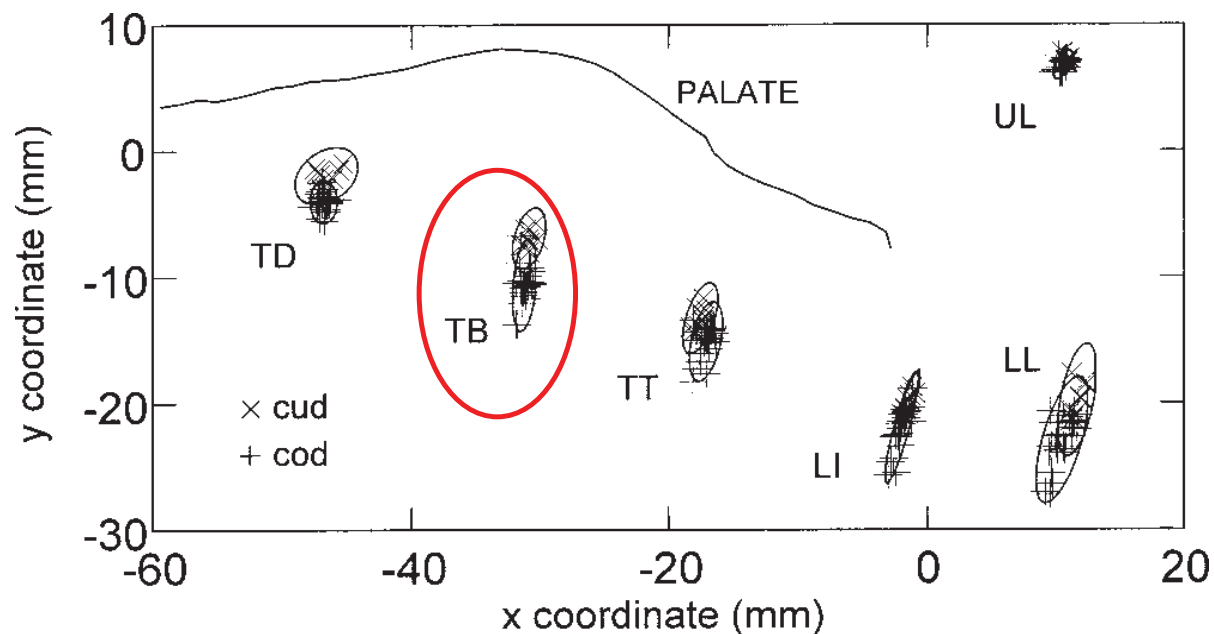 10
0
-10
-20
-30
y coordinate (mm)
PALATE
UL
TD
TB
TT
LI
LL
× cud
+ cod
-60
-40
-20
0
20
x coordinate (mm)